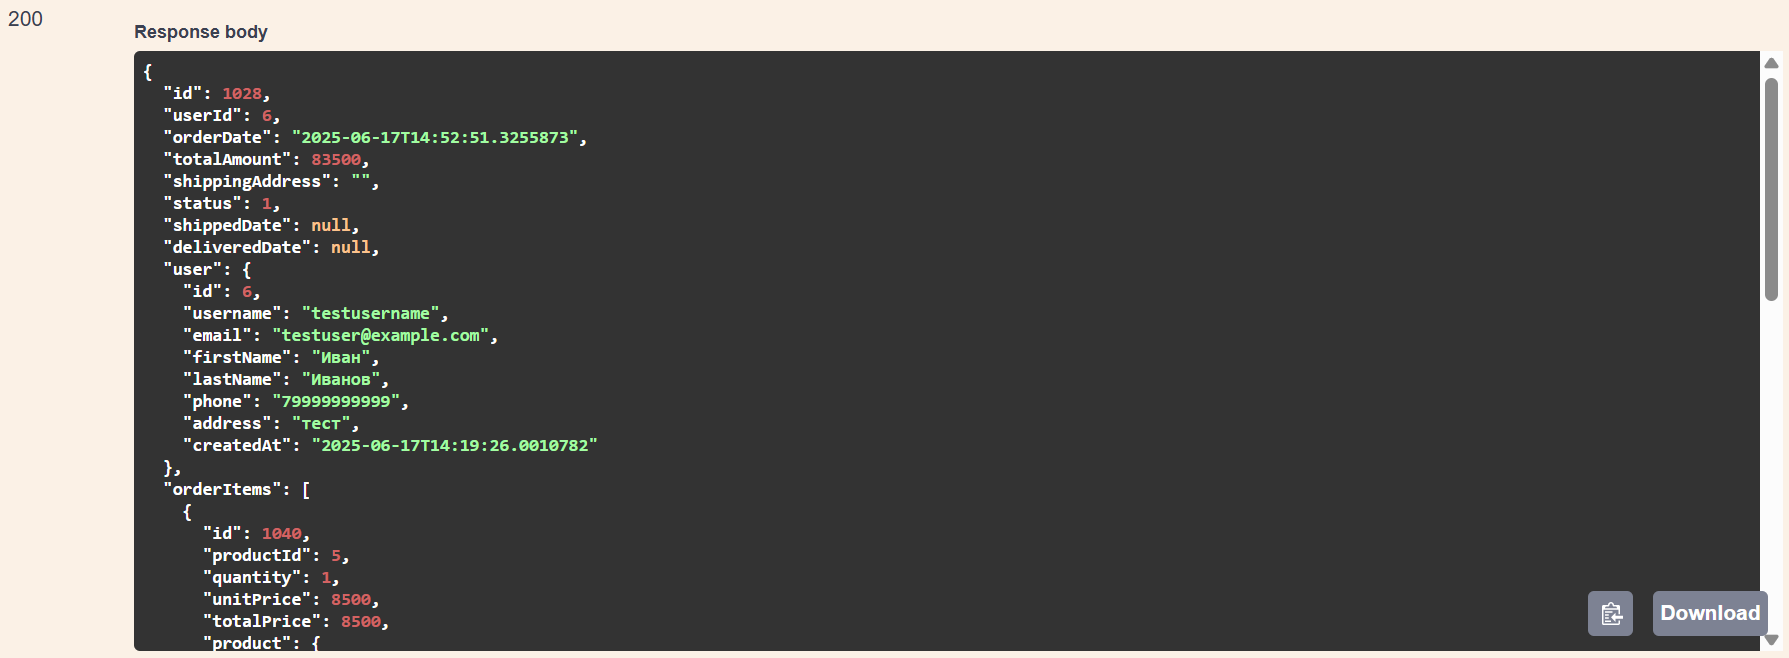 200
Response body
{
  "id": 1028,
  "userId": 6,
  "orderDate": "2025-06-17T14:52:51.3255873",
  "totalAmount": 83500,
  "shippingAddress": "",
  "status": 1,
  "shippedDate": null,
  "deliveredDate": null,
  "user": {
    "id": 6,
    "username": "testusername",
    "email": "testuser@example.com",
    "firstName": "Иван",
    "lastName": "Иванов",
    "phone": "79999999999",
    "address": "тест",
    "createdAt": "2025-06-17T14:19:26.0010782"
  },
  "orderItems": [
    {
      "id": 1040,
      "productId": 5,
      "quantity": 1,
      "unitPrice": 8500,
      "totalPrice": 8500,
      "product": {
Download